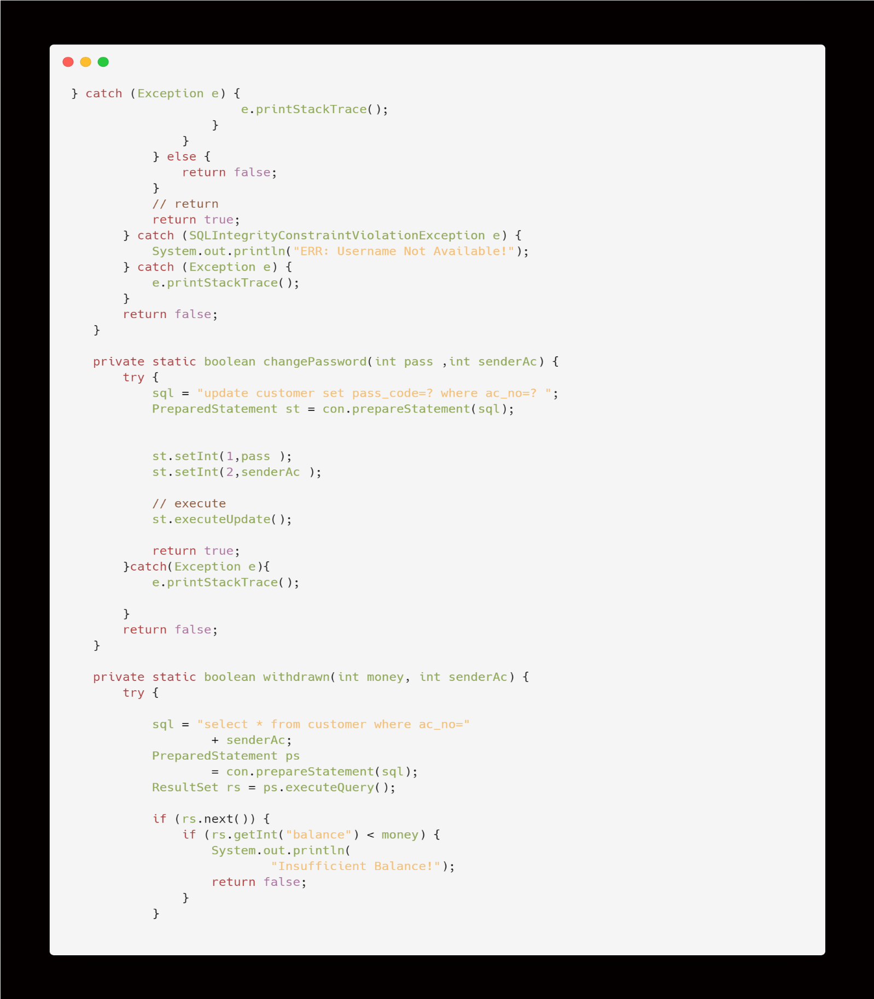 } catch (Exception e) {
                       e.printStackTrace();
                   }
               }
           } else {
               return false;
           }
           // return
           return true;
       } catch (SQLIntegrityConstraintViolationException e) {
           System.out.println("ERR: Username Not Available!");
       } catch (Exception e) {
           e.printStackTrace();
       }
       return false;
   }

   private static boolean changePassword(int pass ,int senderAc) {
       try {
           sql = "update customer set pass_code=? where ac_no=? ";
           PreparedStatement st = con.prepareStatement(sql);


           st.setInt(1,pass );
           st.setInt(2,senderAc );

           // execute
           st.executeUpdate();

           return true;
       }catch(Exception e){
           e.printStackTrace();

       }
       return false;
   }

   private static boolean withdrawn(int money, int senderAc) {
       try {

           sql = "select * from customer where ac_no="
                   + senderAc;
           PreparedStatement ps
                   = con.prepareStatement(sql);
           ResultSet rs = ps.executeQuery();

           if (rs.next()) {
               if (rs.getInt("balance") < money) {
                   System.out.println(
                           "Insufficient Balance!");
                   return false;
               }
           }